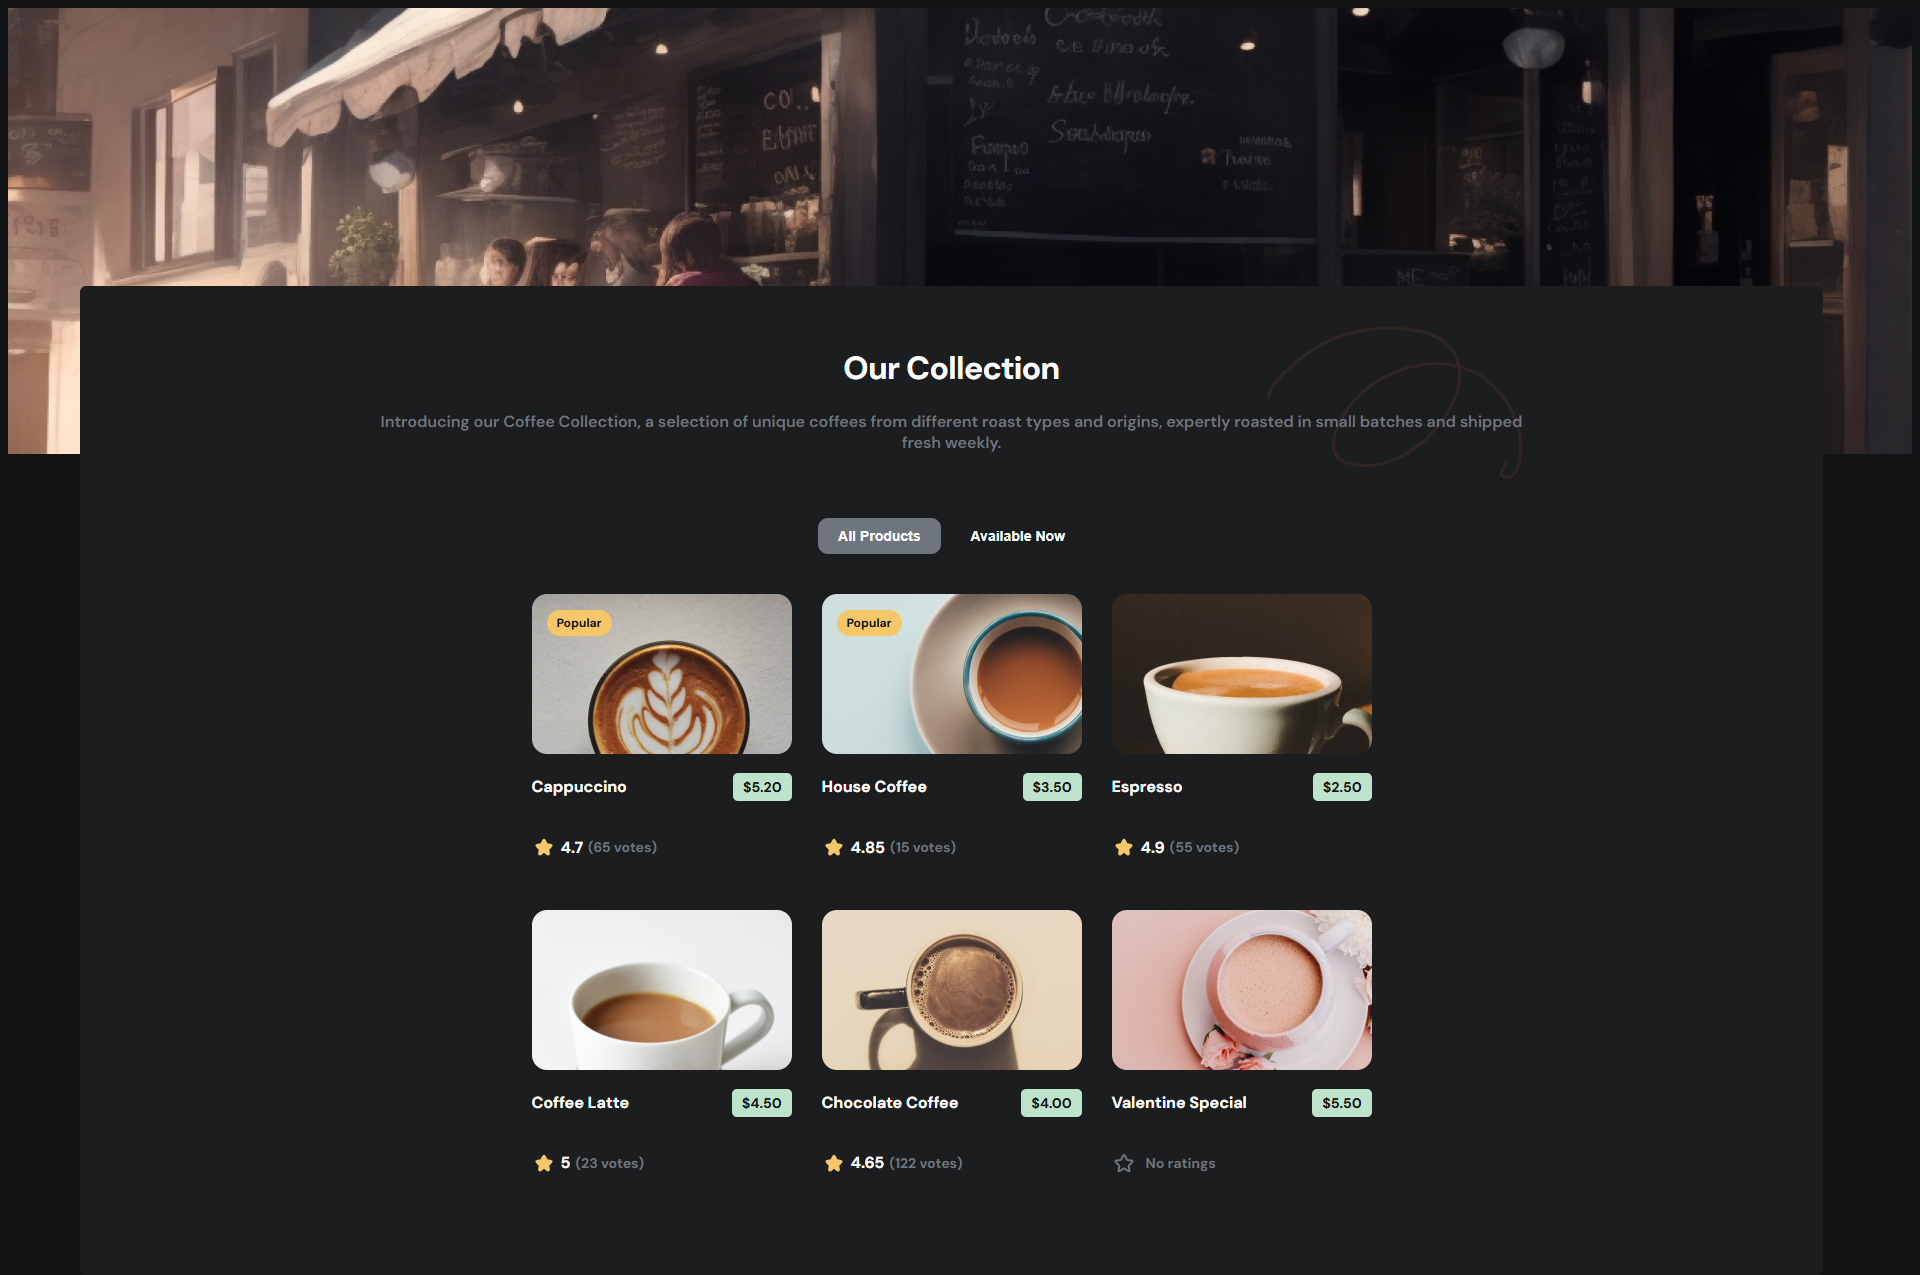 Our Collection
Introducing our Coffee Collection, a selection of unique coffees from different roast types and origins, expertly roasted in small batches and shipped
fresh weekly.
All Products
Available Now
Popular
Popular
Cappuccino
$5.20
House Coffee
$3.50
Espresso
$2.50
4.7 (65 votes)
4.85 (15 votes)
4.9 (55 votes)
Coffee Latte
$4.50
Chocolate Coffee
$4.00
Valentine Special
$5.50
5 (23 votes)
4.65 (122 votes)
No ratings